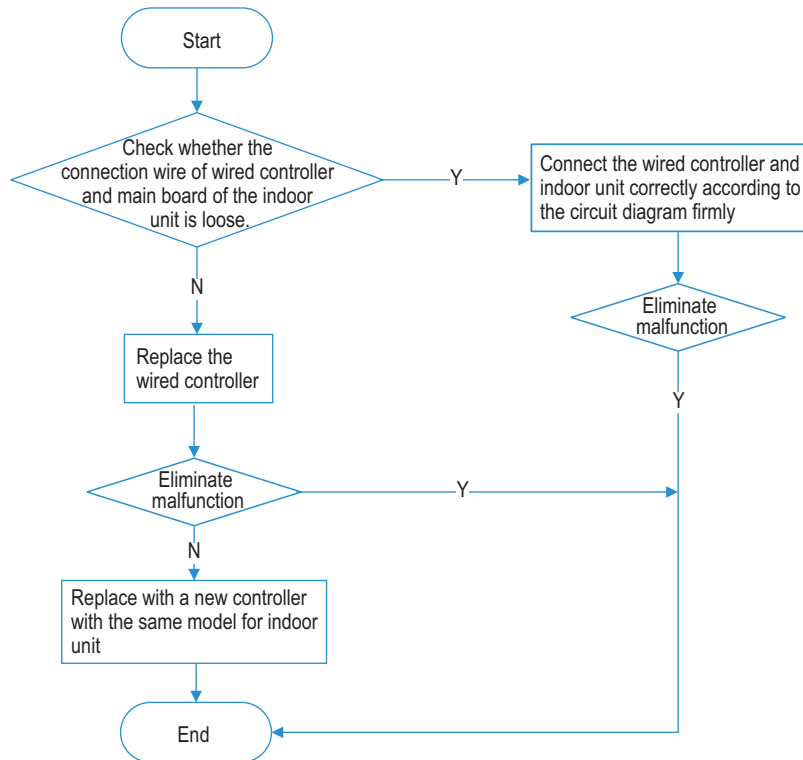 Start
Check whether the
connection wire of wired controller
and main board of the indoor
unit is loose.
Y
Connect the wired controller and
indoor unit correctly according to
the circuit diagram firmly
N
Eliminate
malfunction
Replace the
wired controller
Y
Eliminate
malfunction
Y
N
Replace with a new controller
with the same model for indoor
unit
End